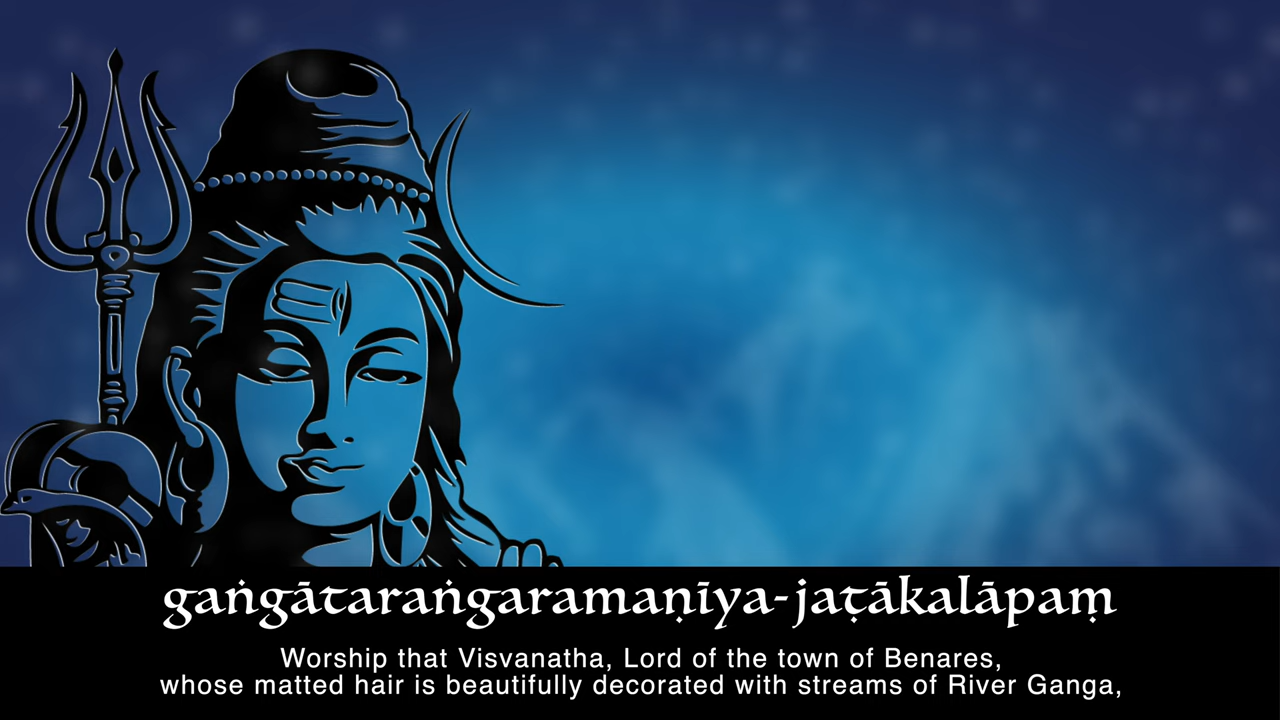 gaṅgātaraṅgaramaṇīya-jaṭākalāpaṃ
Worship that Visvanatha, Lord of the town of Benares,
whose matted hair is beautifully decorated with streams of River Ganga,